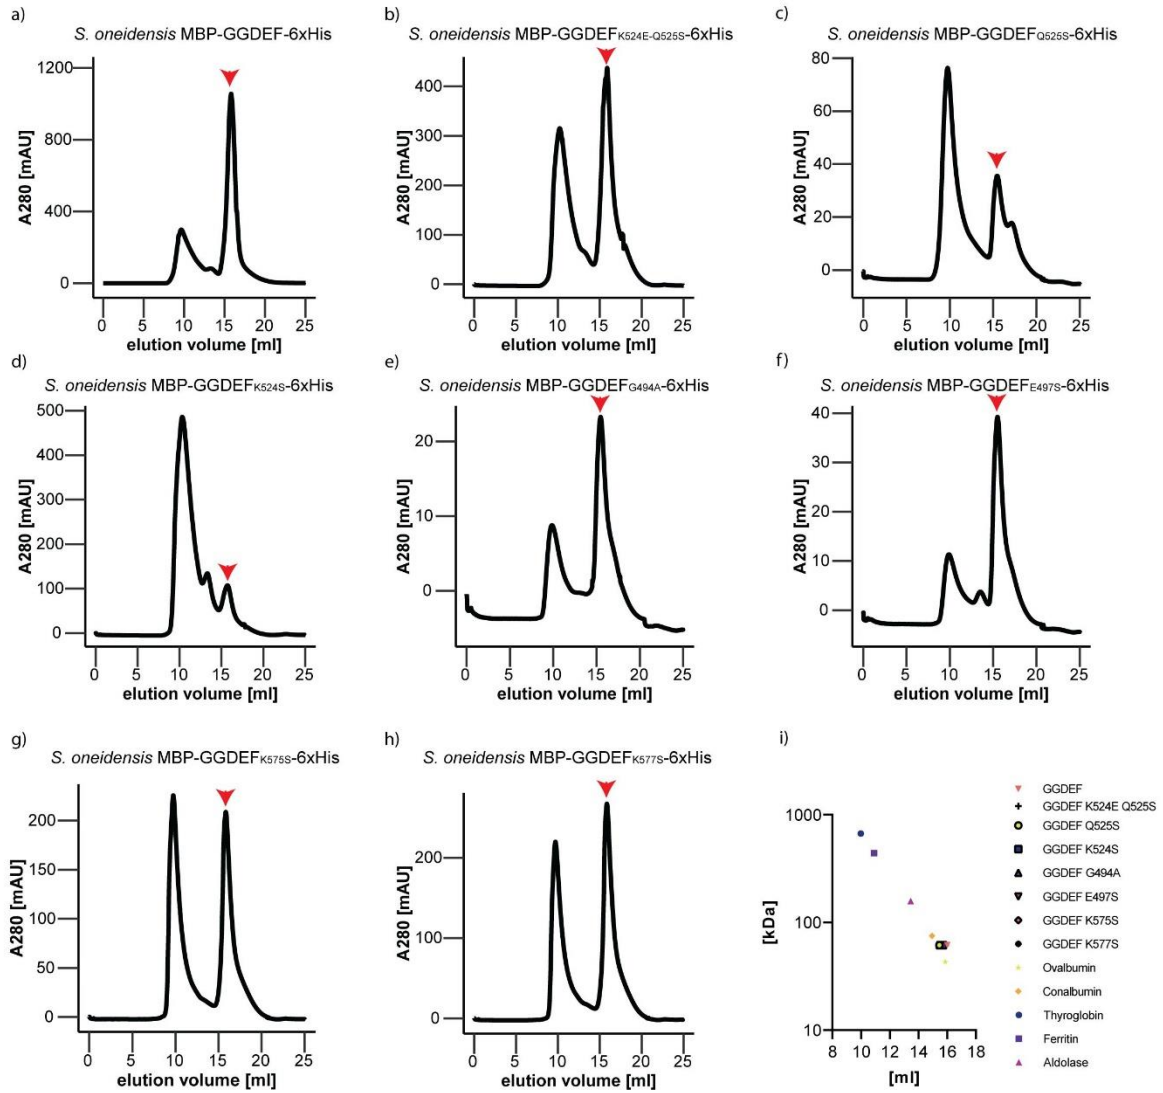 a)
S. oneidensis MBP-GGDEF-6xHis
1200
800
400
0
A280 [mAU]
0 5 10 15 20 25
elution volume [ml]
b)
S. oneidensis MBP-GGDEFK524E-Q525S-6xHis
400
300
200
100
0
A280 [mAU]
0 5 10 15 20 25
elution volume [ml]
c)
S. oneidensis MBP-GGDEFQ525S-6xHis
80
60
40
20
0
A280 [mAU]
0 5 10 15 20 25
elution volume [ml]
d)
S. oneidensis MBP-GGDEFK524S-6xHis
500
400
300
200
100
0
A280 [mAU]
0 5 10 15 20 25
elution volume [ml]
e)
S. oneidensis MBP-GGDEFG494A-6xHis
20
10
0
A280 [mAU]
0 5 10 15 20 25
elution volume [ml]
f)
S. oneidensis MBP-GGDEFE497S-6xHis
40
30
20
10
0
A280 [mAU]
0 5 10 15 20 25
elution volume [ml]
g)
S. oneidensis MBP-GGDEFK575S-6xHis
200
150
100
50
0
A280 [mAU]
0 5 10 15 20 25
elution volume [ml]
h)
S. oneidensis MBP-GGDEFK577S-6xHis
200
100
0
A280 [mAU]
0 5 10 15 20 25
elution volume [ml]
i)
1000
100
10
[kDa]
8 10 12 14 16 18
[ml]
GGDEF
GGDEF K524E Q525S
GGDEF Q525S
GGDEF K524S
GGDEF G494A
GGDEF E497S
GGDEF K575S
GGDEF K577S
Ovalbumin
Conalbumin
Thyroglobin
Ferritin
Aldolase